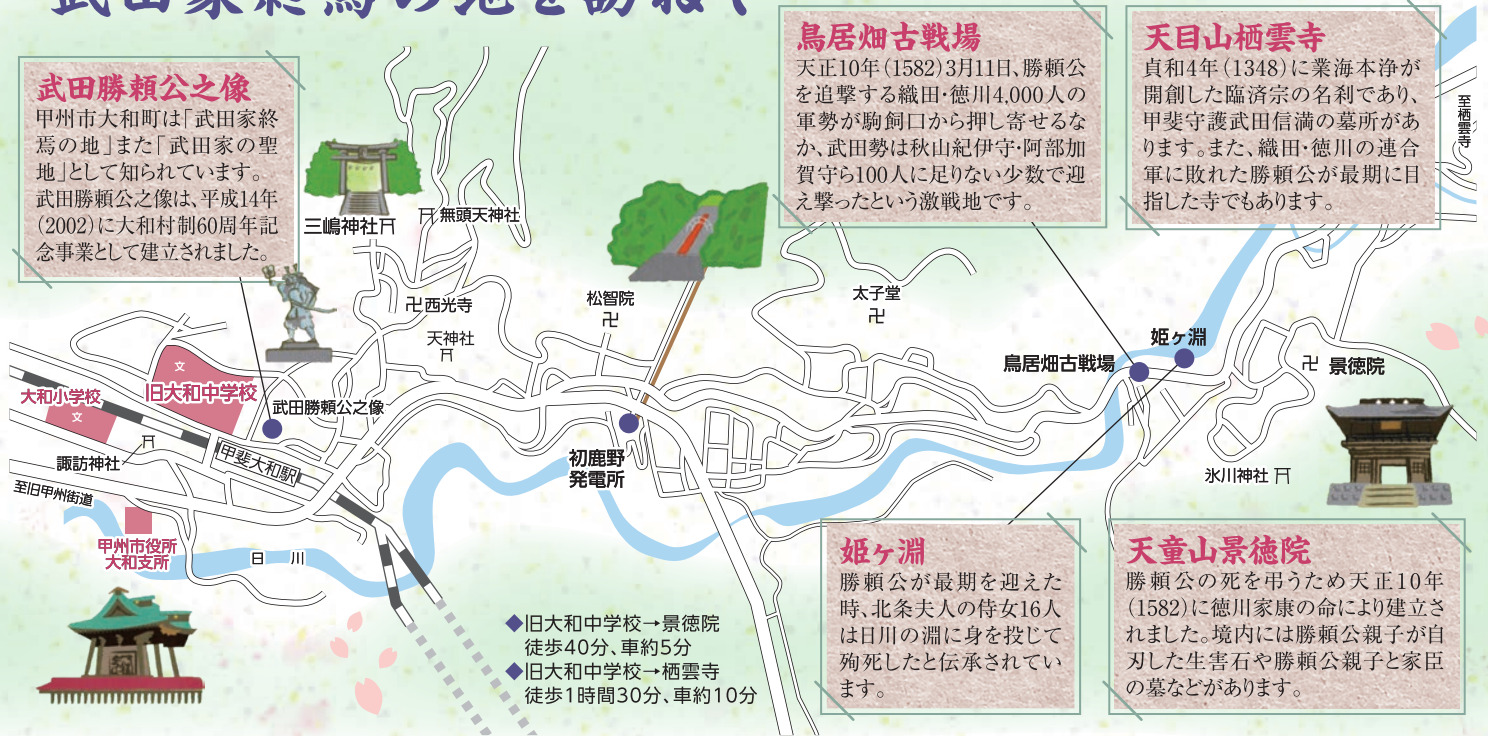 武田家終焉の地を訪ねて
武田勝頼公之像
甲州市大和町は「武田家終
焉の地」また「武田家の聖
地」として知られています。
武田勝頼公之像は、平成14年
(2002)に大和村制60周年記
念事業として建立されました。
鳥居畑古戦場
天正10年(1582)3月11日、勝頼公
を追撃する織田・徳川4,000人の
軍勢が駒飼口から押し寄せるな
か、武田勢は秋山紀伊守・阿部加
賀守ら100人に足りない少数で迎
え撃ったという激戦地です。
天目山栖雲寺
貞和4年(1348)に業海本浄が
開創した臨済宗の名刹であり、
甲斐守護武田信満の墓所があ
ります。また、織田・徳川の連合
軍に敗れた勝頼公が最期に目
指した寺でもあります。
至栖雲寺
三嶋神社
無頭天神社
卍西光寺
天神社
松智院
卍
太子堂
卍
姫ヶ淵
鳥居畑古戦場
卍 景徳院
大和小学校
文
文
旧大和中学校
武田勝頼公之像
諏訪神社
甲斐大和駅
至旧甲州街道
初鹿野
発電所
氷川神社
甲州市役所
大和支所
日川
姫ヶ淵
勝頼公が最期を迎えた
時、北条夫人の侍女16人
は日川の淵に身を投じて
殉死したと伝承されてい
ます。
天童山景徳院
勝頼公の死を弔うため天正10年
(1582)に徳川家康の命により建立さ
れました。境内には勝頼公親子が自
刃した生害石や勝頼公親子と家臣
の墓などがあります。
◆旧大和中学校→景徳院
徒歩40分、車約5分
◆旧大和中学校→栖雲寺
徒歩1時間30分、車約10分